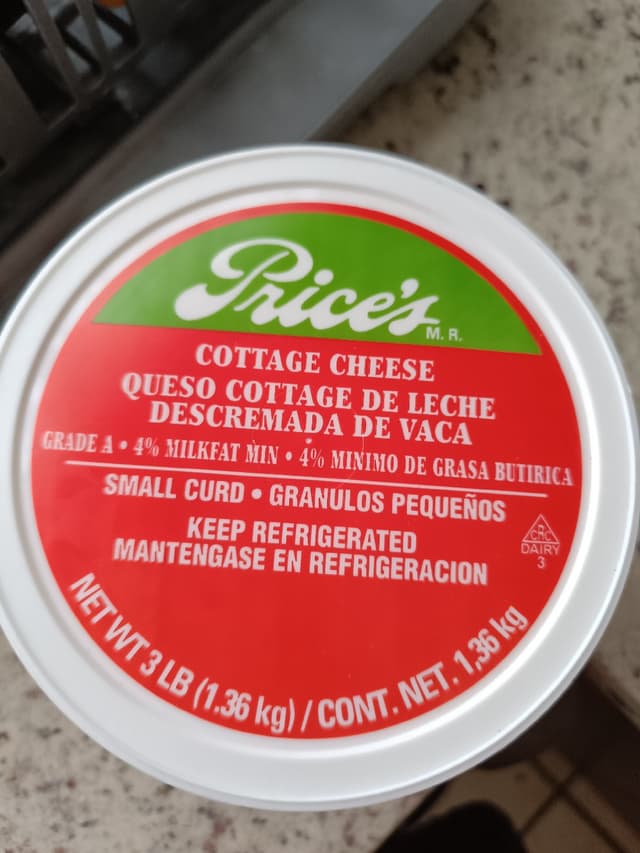 Price's
M. R.
COTTAGE CHEESE
QUESO COTTAGE DE LECHE
DESCREMADA DE VACA
GRADE A • 4% MILKFAT MIN • 4% MINIMO DE GRASA BUTIRICA
SMALL CURD • GRANULOS PEQUEÑOS
KEEP REFRIGERATED
MANTENGASE EN REFRIGERACION
CRC
DAIRY
3
NET WT 3 LB (1.36 kg) / CONT. NET. 1,36 kg